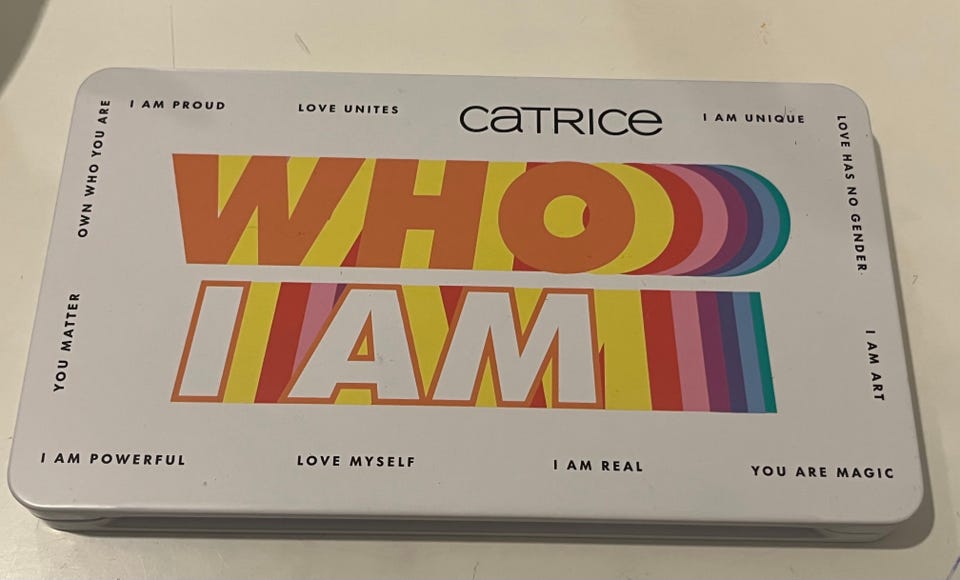 I AM PROUD
LOVE UNITES
CATRICE
I AM UNIQUE
OWN WHO YOU ARE
LOVE HAS NO GENDER
WHO
I AM
YOU MATTER
I AM ART
I AM POWERFUL
LOVE MYSELF
I AM REAL
YOU ARE MAGIC